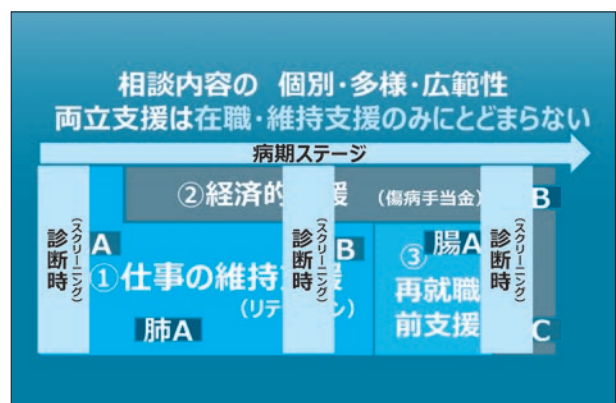 相談内容の 個別・多様・広範性
両立支援は在職・維持支援のみにとどまらない
病期ステージ
②経済的 援 (傷病手当金) B
診断時 (スクリーニング)
A
①仕事の維持 援
(リテ ン)
肺A
診断時 (スクリーニング)
B
③ 腸A
再就職
前支援
診断時 (スクリーニング)
C